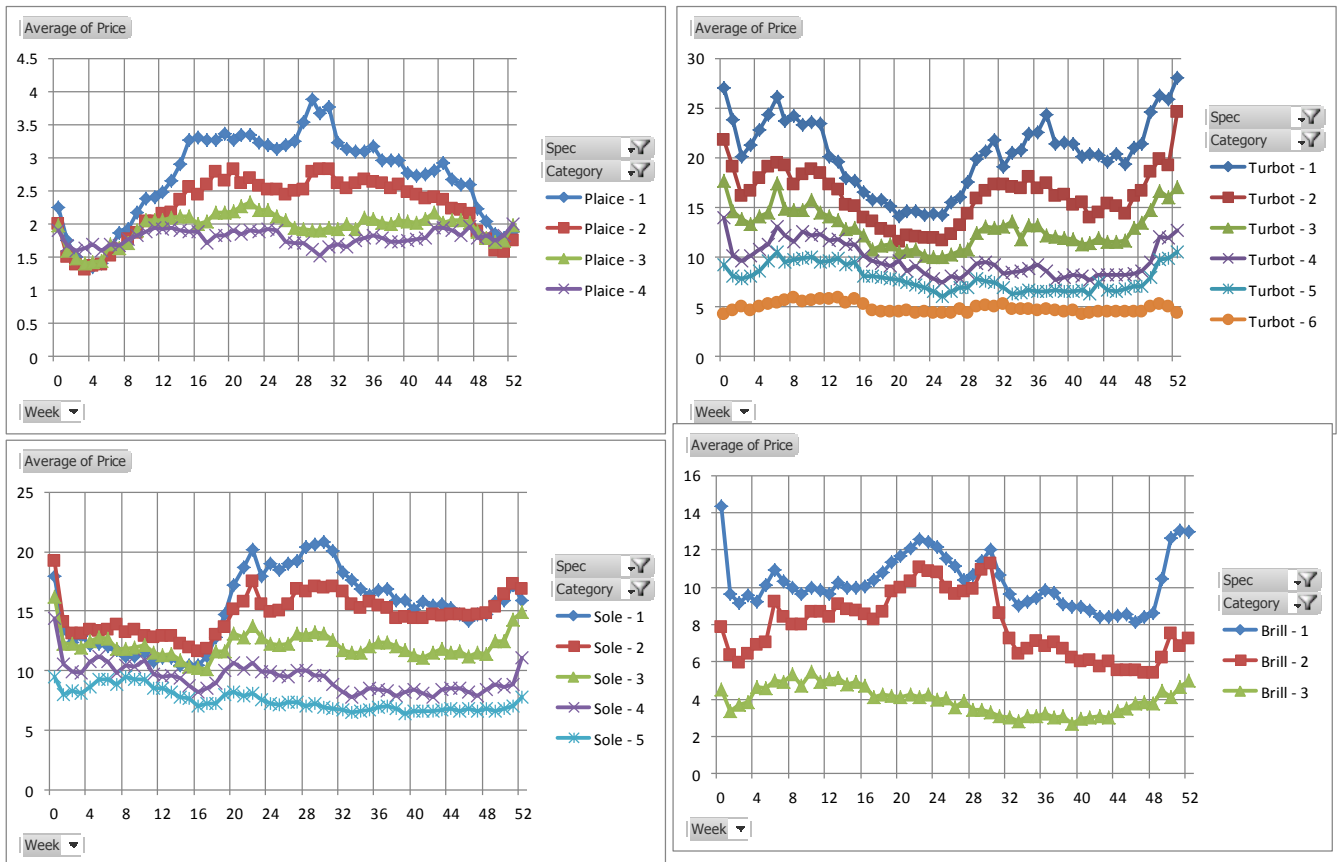 Average of Price
4.5
4
3.5
3
2.5
2
1.5
1
0.5
0
0 4 8 12 16 20 24 28 32 36 40 44 48 52
Spec
Category
Plaice - 1
Plaice - 2
Plaice - 3
Plaice - 4
Week
Average of Price
30
25
20
15
10
5
0
0 4 8 12 16 20 24 28 32 36 40 44 48 52
Spec
Category
Turbot - 1
Turbot - 2
Turbot - 3
Turbot - 4
Turbot - 5
Turbot - 6
Week
Average of Price
25
20
15
10
5
0
0 4 8 12 16 20 24 28 32 36 40 44 48 52
Spec
Category
Sole - 1
Sole - 2
Sole - 3
Sole - 4
Sole - 5
Week
Average of Price
16
14
12
10
8
6
4
2
0
0 4 8 12 16 20 24 28 32 36 40 44 48 52
Spec
Category
Brill - 1
Brill - 2
Brill - 3
Week